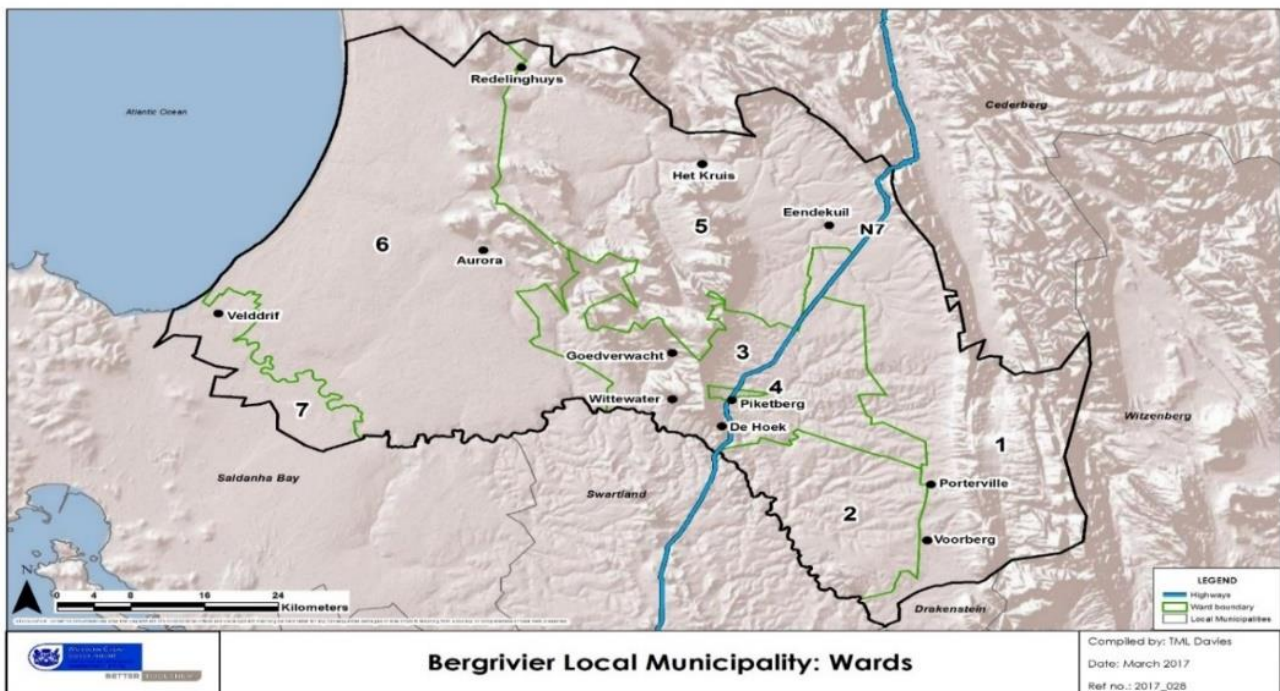 Atlantic Ocean
Redelinghuys
Cederberg
Het Kruis
5
Eendekuil
N7
6
Aurora
Velddrif
Goedverwacht
3
4
Wittewater
Piketberg
7
De Hoek
Witzenberg
1
Saldanha Bay
Swartland
Porterville
2
Voorberg
N
0 4 8 16 24
Kilometers
Drakenstein
LEGEND
Highways
Ward boundary
Local Municipalities
BETTER TOGETHER.
Bergrivier Local Municipality: Wards
Compiled by: TML Davies
Date: March 2017
Ref no.: 2017_028